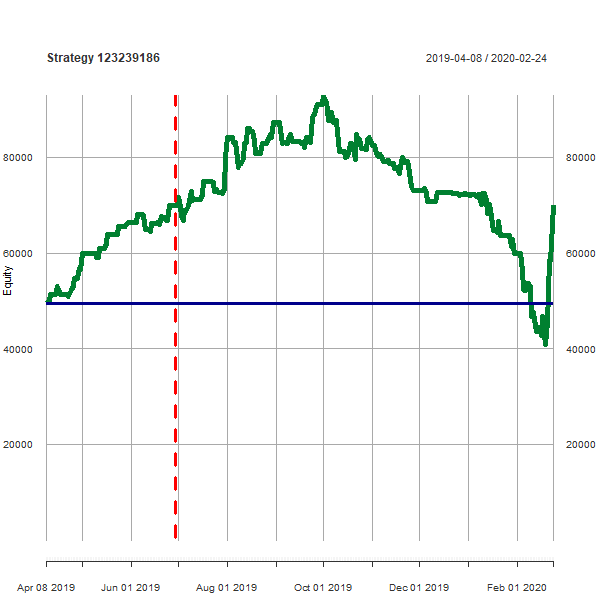 Strategy 123239186
2019-04-08 / 2020-02-24
80000
80000
60000
60000
Equity
40000
40000
20000
20000
Apr 08 2019
Jun 01 2019
Aug 01 2019
Oct 01 2019
Dec 01 2019
Feb 01 2020